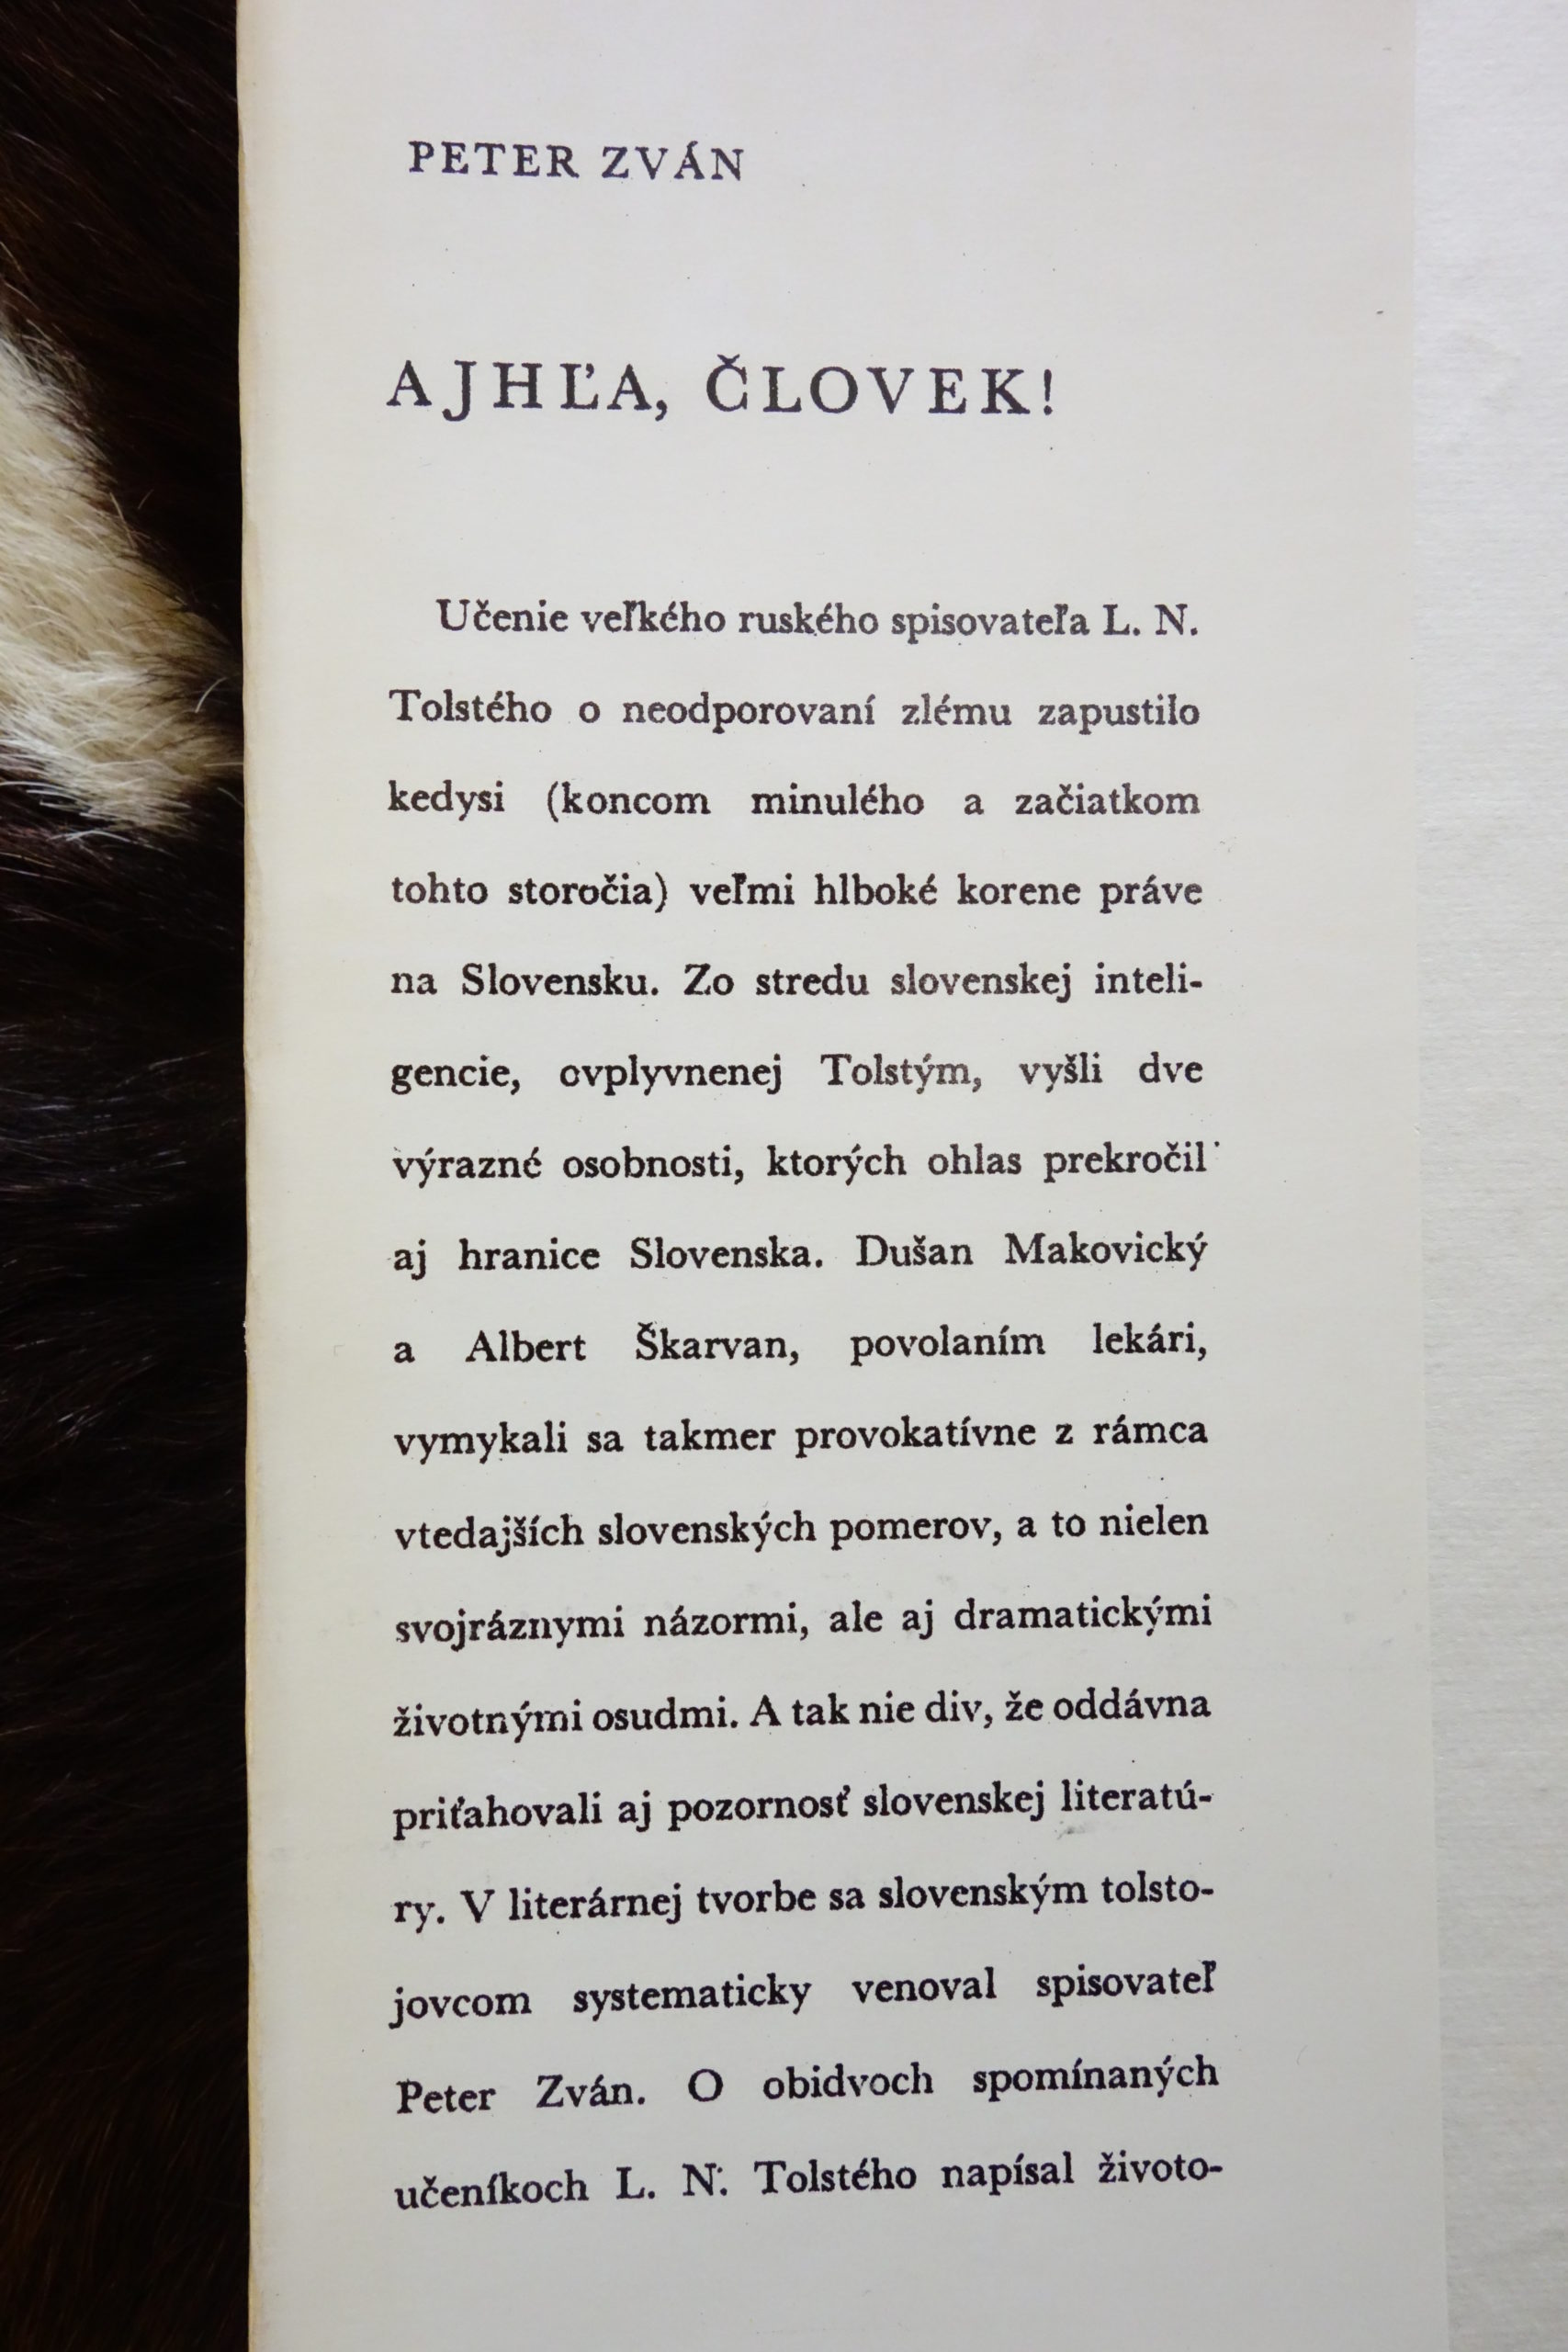 PETER ZVÁN
AJHĽA, ČLOVEK!
Učenie veľkého ruského spisovateľa L. N.
Tolstého o neodporovaní zlému zapustilo
kedysi (koncom minulého a začiatkom
tohto storočia) veľmi hlboké korene práve
na Slovensku. Zo stredu slovenskej inteli-
gencie, ovplyvnenej Tolstým, vyšli dve
výrazné osobnosti, ktorých ohlas prekročil
aj hranice Slovenska. Dušan Makovický
a Albert Škarvan, povolaním lekári,
vymykali sa takmer provokatívne z rámca
vtedajších slovenských pomerov, a to nielen
svojráznymi názormi, ale aj dramatickými
životnými osudmi. A tak nie div, že oddávna
priťahovali aj pozornosť slovenskej literatú-
ry. V literárnej tvorbe sa slovenským tolsto-
jovcom systematicky venoval spisovateľ
Peter Zván. O obidvoch spomínaných
učeníkoch L. N. Tolstého napísal životo-